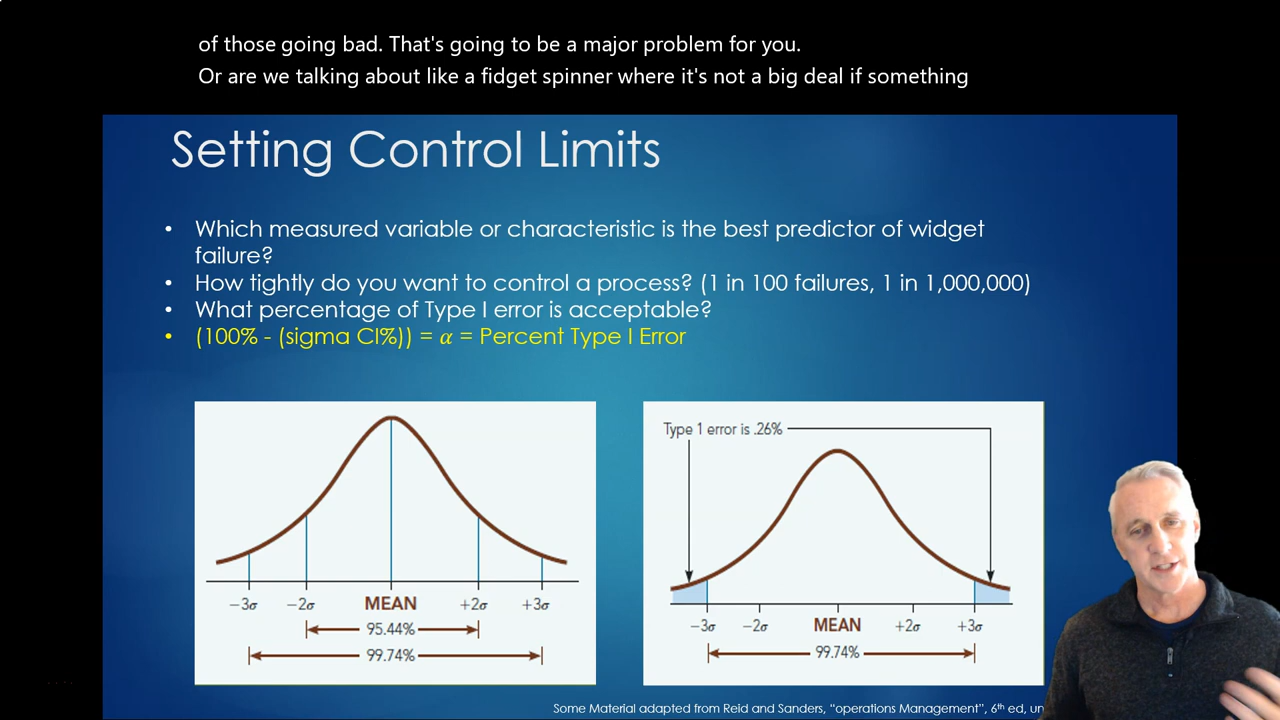 of those going bad. That's going to be a major problem for you.
Or are we talking about like a fidget spinner where it's not a big deal if something
Setting Control Limits
• Which measured variable or characteristic is the best predictor of widget
failure?
• How tightly do you want to control a process? (1 in 100 failures, 1 in 1,000,000)
• What percentage of Type I error is acceptable?
• (100% - (sigma CI%)) = α = Percent Type I Error
−3σ −2σ MEAN +2σ +3σ
95.44%
99.74%
Type 1 error is .26%
−3σ −2σ MEAN +2σ +3σ
99.74%
Some Material adapted from Reid and Sanders, “operations Management”, 6th ed, un